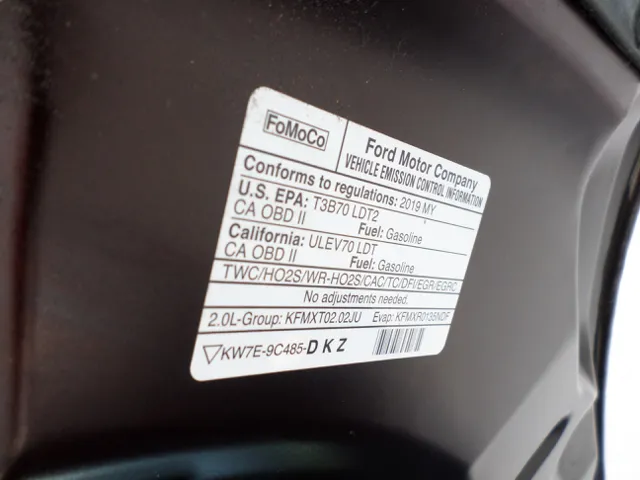 FoMoCo
Ford Motor Company
VEHICLE EMISSION CONTROL INFORMATION
Conforms to regulations: 2019 MY
U.S. EPA: T3B70 LDT2
CA OBD II Fuel: Gasoline
California: ULEV70 LDT
CA OBD II Fuel: Gasoline
TWC/HO2S/WR-HO2S/CAC/TC/DFI/EGR/EGRC
No adjustments needed.
2.0L-Group: KFMXT02.02JU Evap: KFMXR0135NDF
KW7E-9C485-DKZ